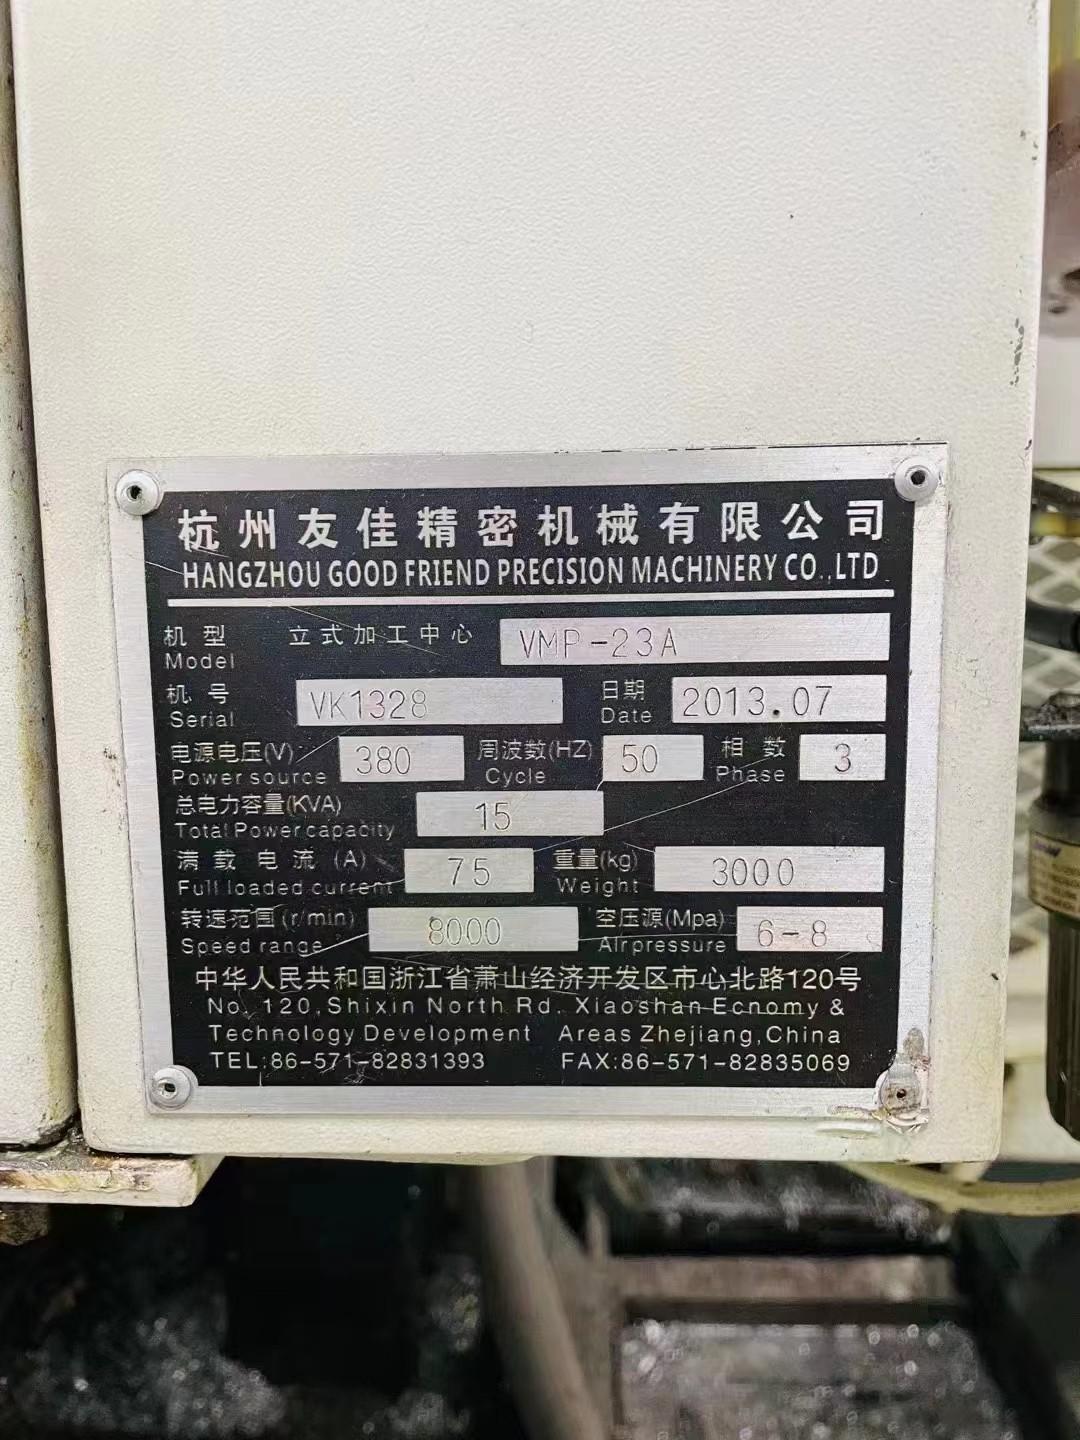 杭州友佳精密机械有限公司
HANGZHOU GOOD FRIEND PRECISION MACHINERY CO.,LTD
机型 立式加工中心 VMP-23A
Model
机号 VK1328 日期 2013.07
Serial Date
电源电压(V) 380 周波数(HZ) 50 相数 3
Power source Cycle Phase
总电力容量(KVA) 15
Total Power capacity
满载电流(A) 75 重量(kg) 3000
Full loaded current Weight
转速范围(r/min) 8000 空压源(Mpa) 6-8
Speed range Airpressure
中华人民共和国浙江省萧山经济开发区市心北路120号
No. 120,Shixin North Rd. Xiaoshan Ecnomy &
Technology Development Areas Zhejiang,China
TEL:86-571-82831393 FAX:86-571-82835069